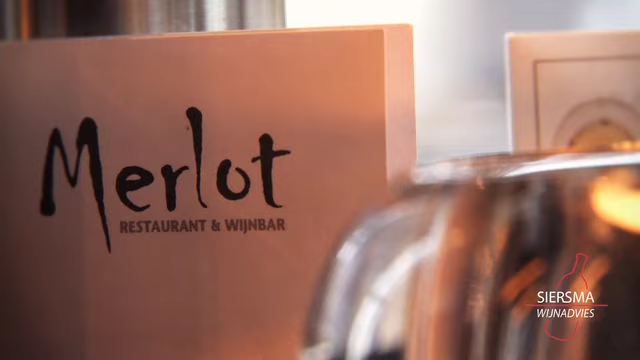 Merlot
RESTAURANT & WIJNBAR
SIERSMA
WIJNADVIES